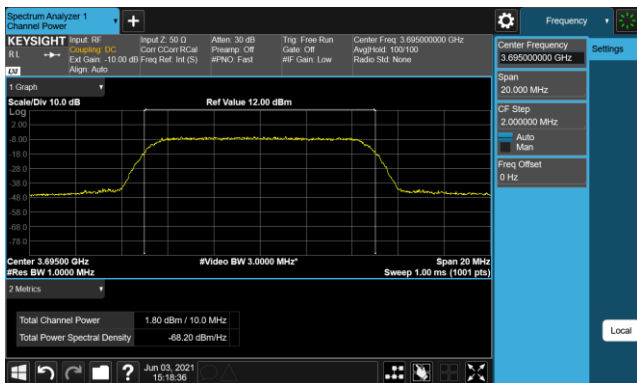 Spectrum Analyzer 1
Channel Power
+
Frequency
KEYSIGHT
RL
LXI
Input: RF
Coupling: DC
Ext Gain: -10.00 dB
Align: Auto
Input Z: 50 Ω
Corr CCorr RCal
Freq Ref: Int (S)
Atten: 30 dB
Preamp: Off
#PNO: Fast
Trig: Free Run
Gate: Off
#IF Gain: Low
Center Freq: 3.695000000 GHz
Avg|Hold: 100/100
Radio Std: None
Center Frequency
3.695000000 GHz
Settings
Span
20.000 MHz
CF Step
2.000000 MHz
Auto
Man
Freq Offset
0 Hz
Local
1 Graph
Scale/Div 10.0 dB
Ref Value 12.00 dBm
Log
2.00
-8.00
-18.0
-28.0
-38.0
-48.0
-58.0
-68.0
-78.0
Center 3.69500 GHz
#Video BW 3.0000 MHz*
Span 20 MHz
#Res BW 1.0000 MHz
Sweep 1.00 ms (1001 pts)
2 Metrics
Total Channel Power 1.80 dBm / 10.0 MHz
Total Power Spectral Density -68.20 dBm/Hz
?
Jun 03, 2021
15:18:36